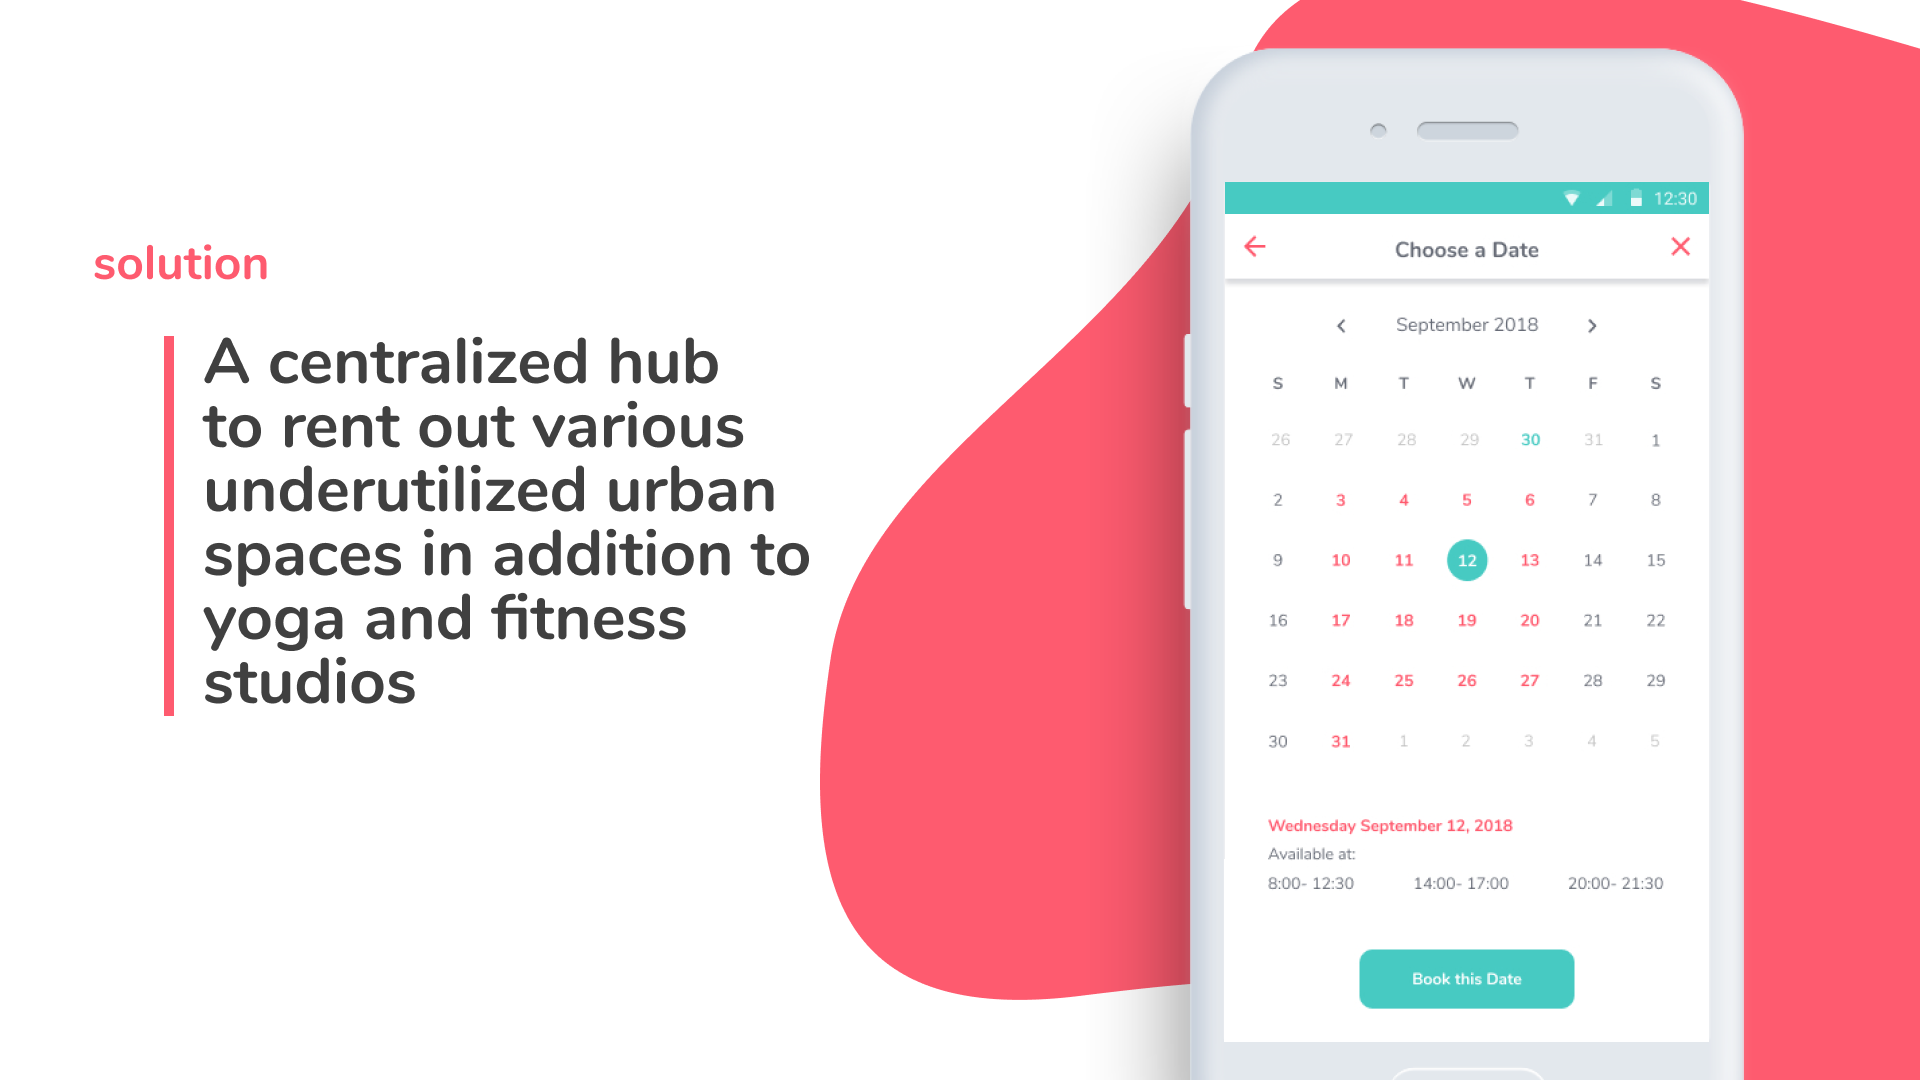 solution
A centralized hub
to rent out various
underutilized urban
spaces in addition to
yoga and fitness
studios
12:30
Choose a Date
September 2018
S M T W T F S
26 27 28 29 30 31 1
2 3 4 5 6 7 8
9 10 11 12 13 14 15
16 17 18 19 20 21 22
23 24 25 26 27 28 29
30 31 1 2 3 4 5
Wednesday September 12, 2018
Available at:
8:00- 12:30 14:00- 17:00 20:00- 21:30
Book this Date